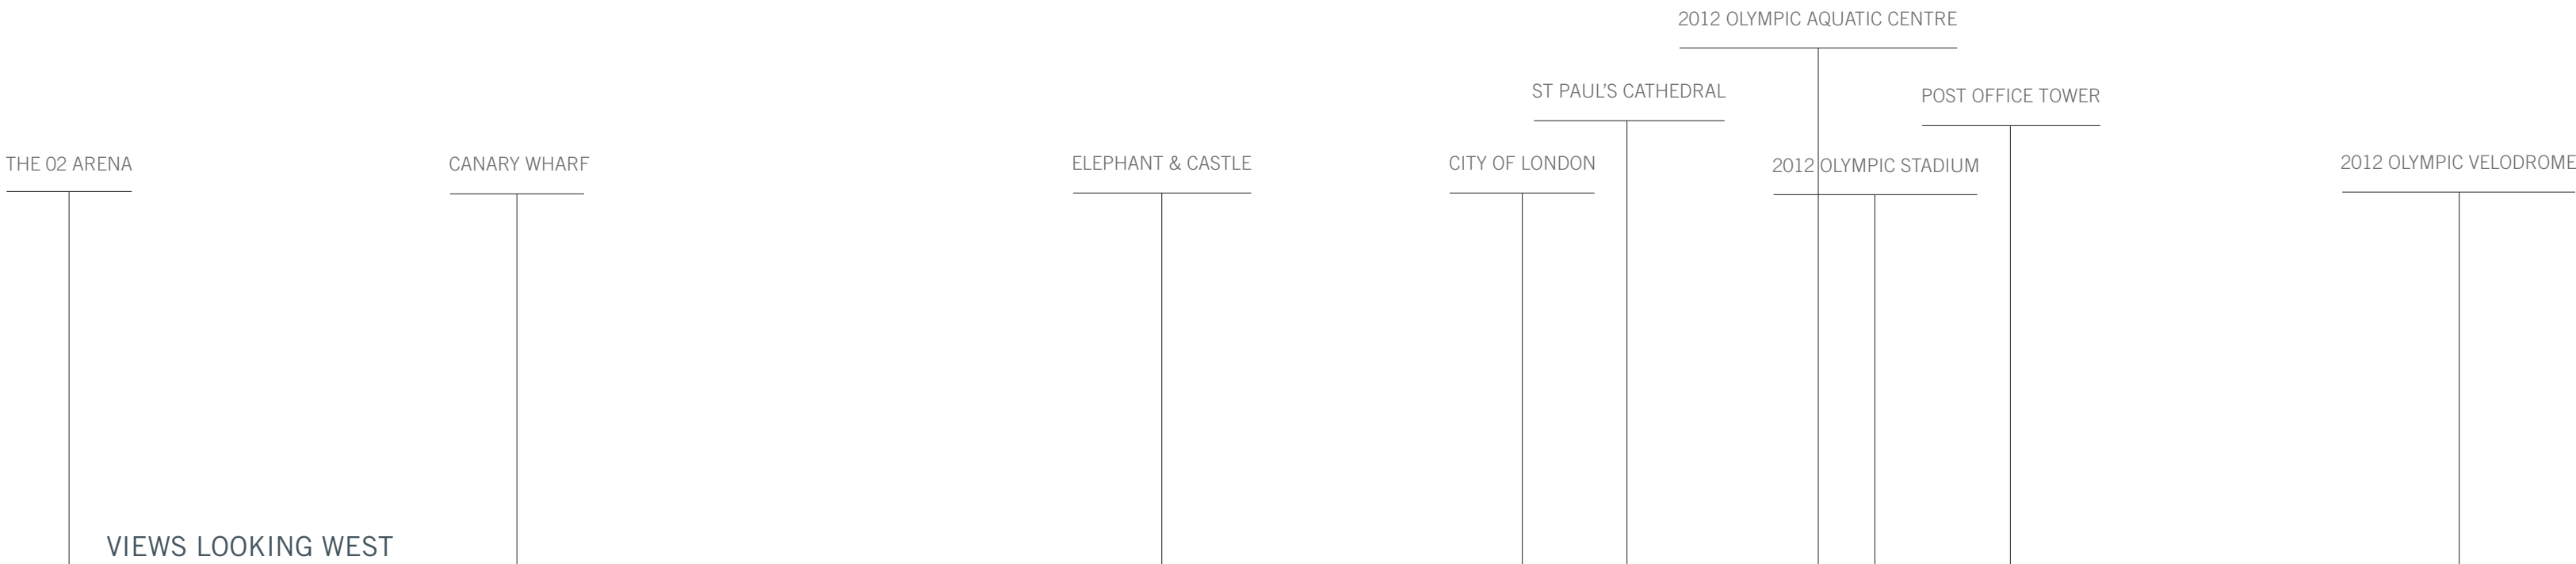 2012 OLYMPIC AQUATIC CENTRE
ST PAUL'S CATHEDRAL
POST OFFICE TOWER
THE 02 ARENA
CANARY WHARF
ELEPHANT & CASTLE
CITY OF LONDON
2012 OLYMPIC STADIUM
2012 OLYMPIC VELODROME
VIEWS LOOKING WEST